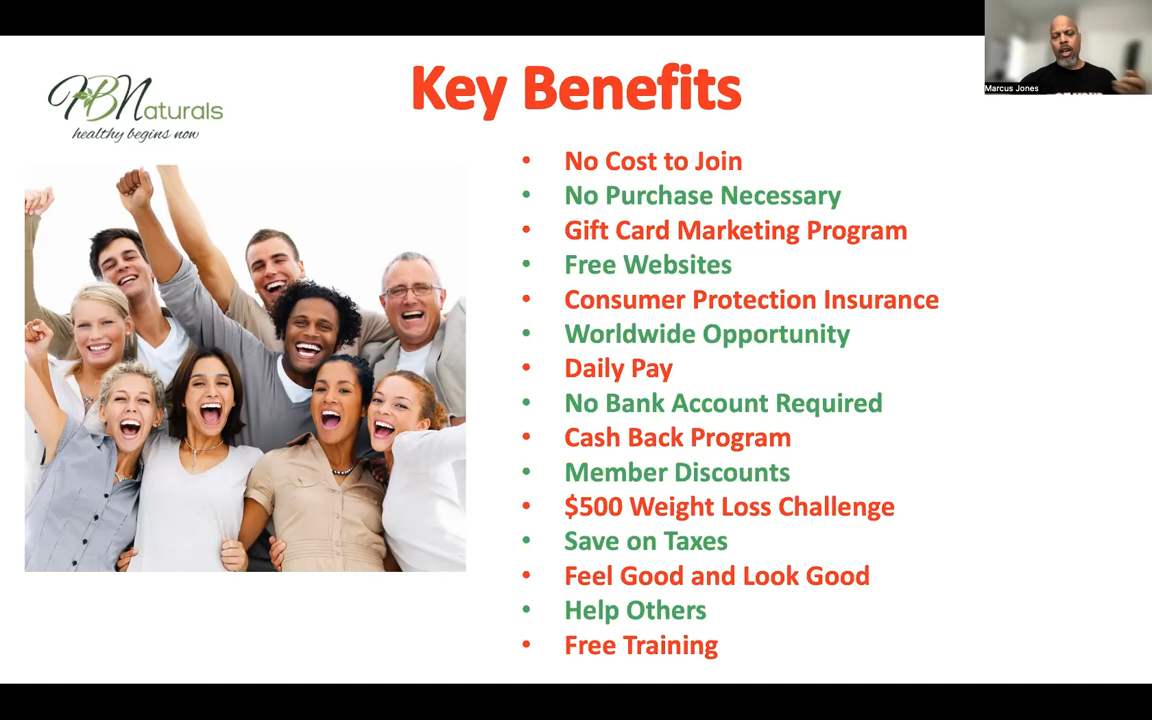 HBNaturals
healthy begins now
Key Benefits
Marcus Jones
• No Cost to Join
• No Purchase Necessary
• Gift Card Marketing Program
• Free Websites
• Consumer Protection Insurance
• Worldwide Opportunity
• Daily Pay
• No Bank Account Required
• Cash Back Program
• Member Discounts
• $500 Weight Loss Challenge
• Save on Taxes
• Feel Good and Look Good
• Help Others
• Free Training